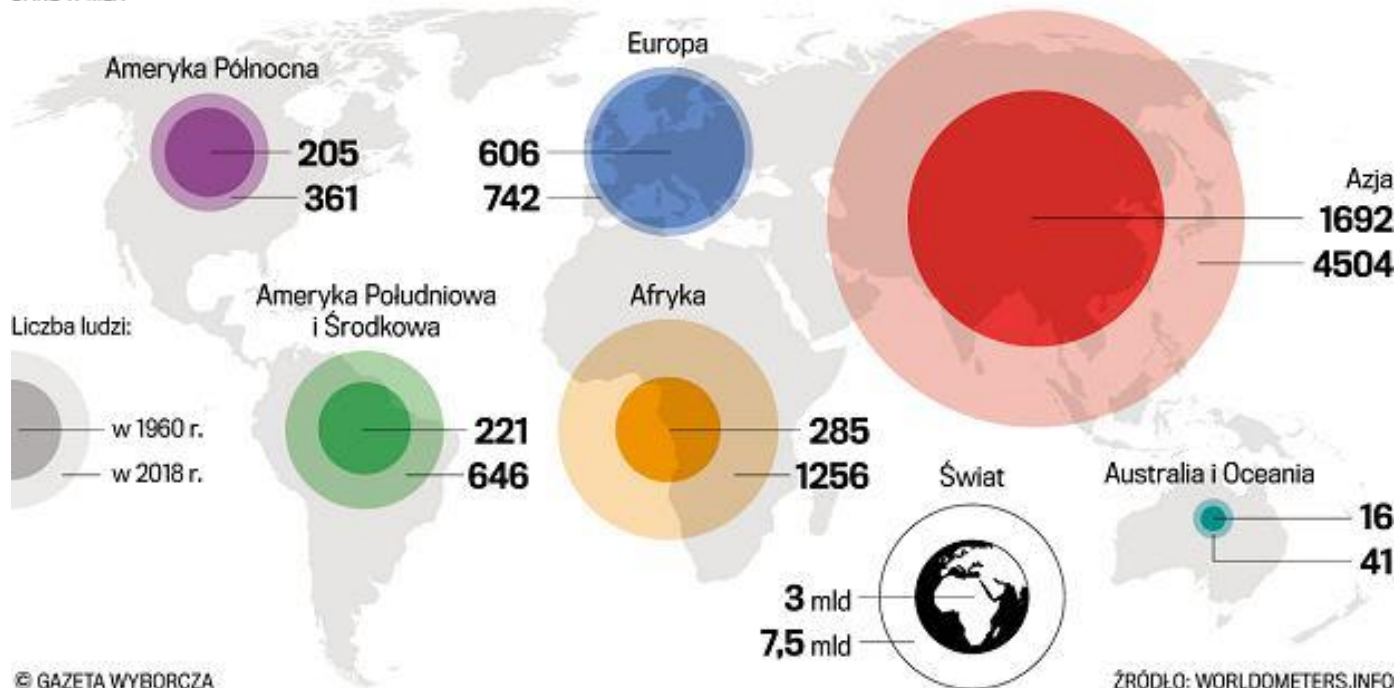 Ameryka Północna
205
361
Europa
606
742
Azja
1692
4504
Liczba ludzi:
w 1960 r.
w 2018 r.
Ameryka Południowa
i Środkowa
221
646
Afryka
285
1256
Świat
3 mld
7,5 mld
Australia i Oceania
16
41
© GAZETA WYBORCZA
ŹRÓDŁO: WORLDOMETERS.INFO